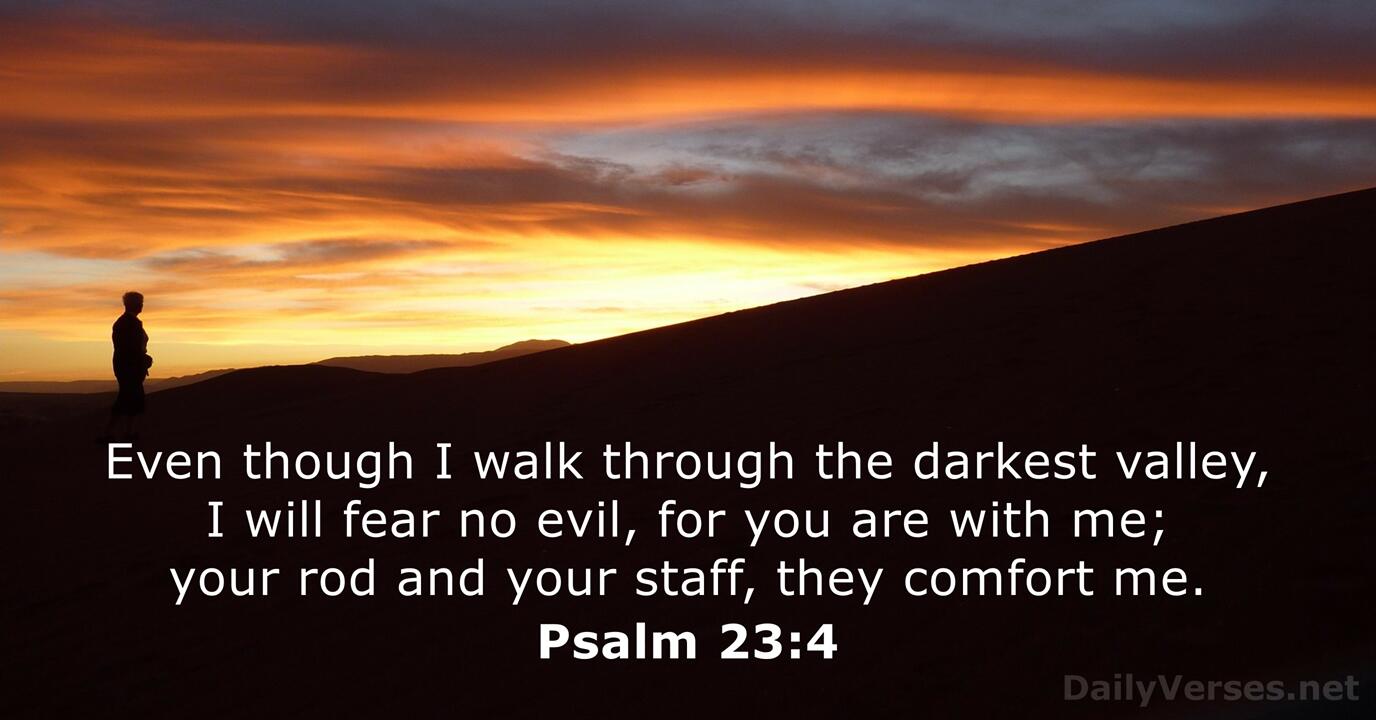 Even though I walk through the darkest valley,
I will fear no evil, for you are with me;
your rod and your staff, they comfort me.
Psalm 23:4
DailyVerses.net